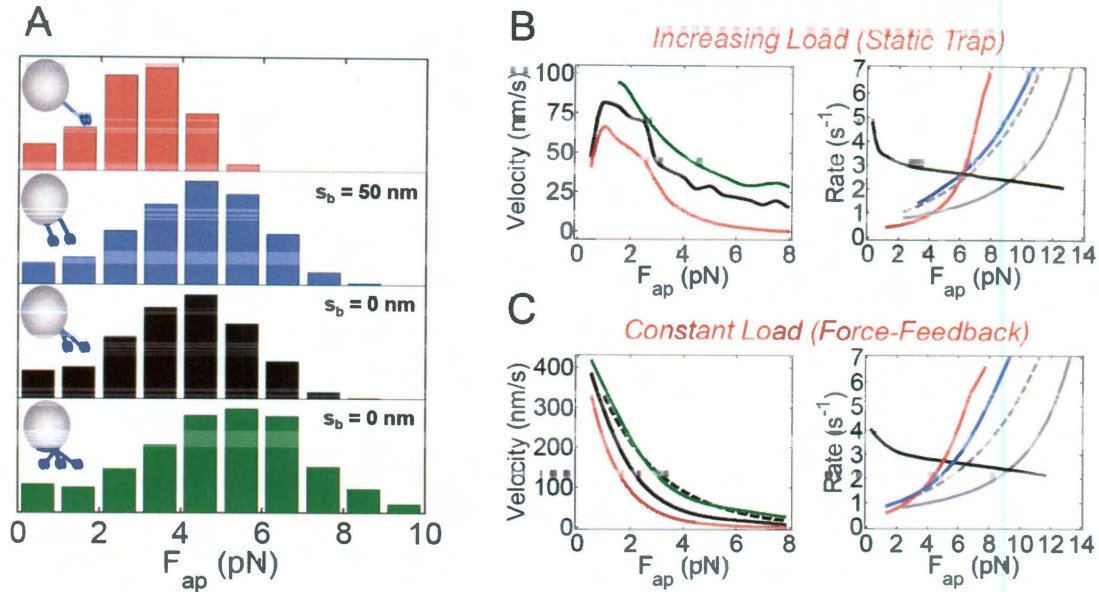 A
s_b = 50 nm
s_b = 0 nm
s_b = 0 nm
0 2 4 6 8 10
F_ap (pN)
B
Increasing Load (Static Trap)
Velocity (nm/s)
100
75
50
25
0
0 2 4 6 8
F_ap (pN)
Rate (s⁻¹)
7
6
5
4
3
2
1
0
0 2 4 6 8 10 12 14
F_ap (pN)
C
Constant Load (Force-Feedback)
Velocity (nm/s)
400
300
200
100
0
0 2 4 6 8
F_ap (pN)
Rate (s⁻¹)
7
6
5
4
3
2
1
0
0 2 4 6 8 10 12 14
F_ap (pN)